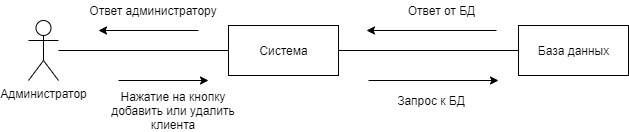 Ответ администратору
Ответ от БД
Система
База данных
Администратор
Нажатие на кнопку
добавить или удалить
клиента
Запрос к БД